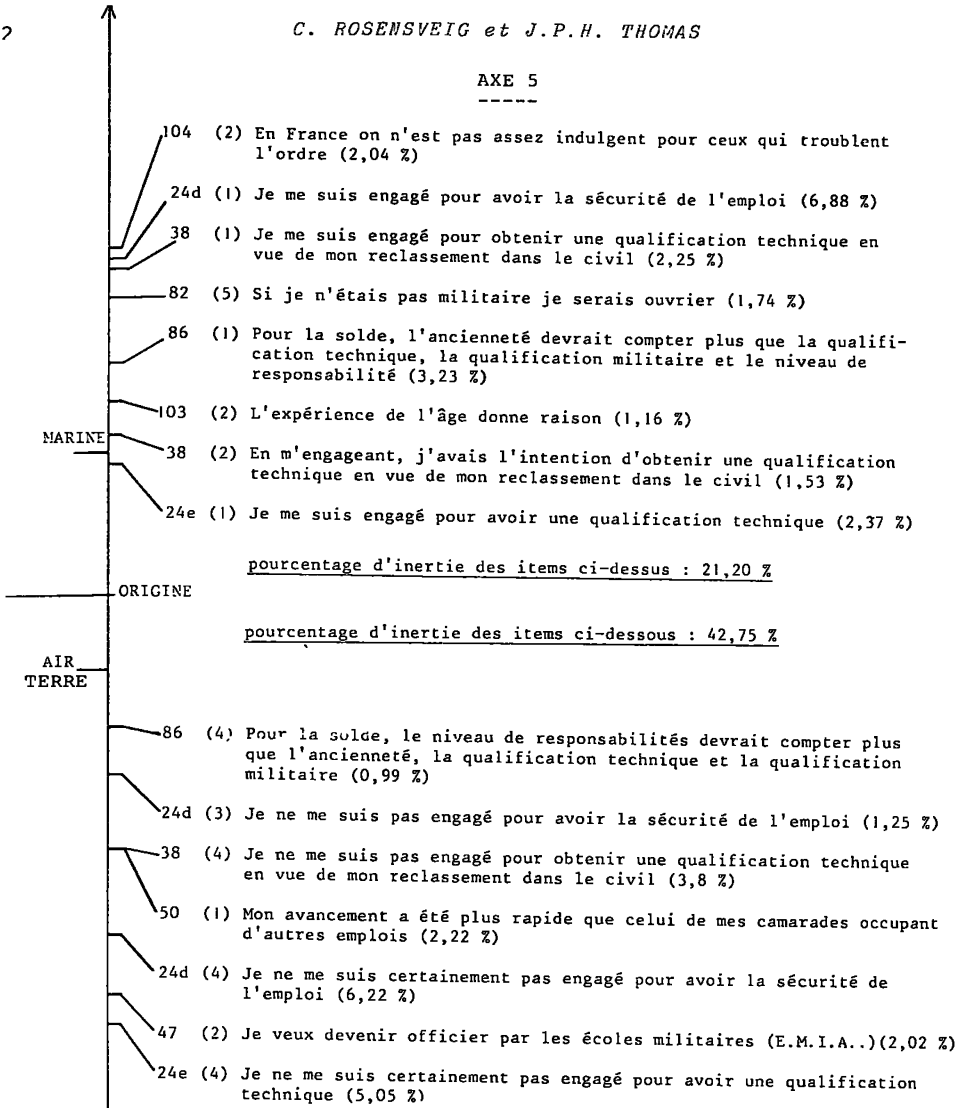 2
C. ROSENSVEIG et J.P.H. THOMAS
AXE 5
-----
104 (2) En France on n'est pas assez indulgent pour ceux qui troublent
l'ordre (2,04 %)
24d (1) Je me suis engagé pour avoir la sécurité de l'emploi (6,88 %)
38 (1) Je me suis engagé pour obtenir une qualification technique en
vue de mon reclassement dans le civil (2,25 %)
82 (5) Si je n'étais pas militaire je serais ouvrier (1,74 %)
86 (1) Pour la solde, l'ancienneté devrait compter plus que la qualifi-
cation technique, la qualification militaire et le niveau de
responsabilité (3,23 %)
103 (2) L'expérience de l'âge donne raison (1,16 %)
MARINE
38 (2) En m'engageant, j'avais l'intention d'obtenir une qualification
technique en vue de mon reclassement dans le civil (1,53 %)
24e (1) Je me suis engagé pour avoir une qualification technique (2,37 %)
pourcentage d'inertie des items ci-dessus : 21,20 %
ORIGINE
pourcentage d'inertie des items ci-dessous : 42,75 %
AIR
TERRE
86 (4) Pour la solde, le niveau de responsabilités devrait compter plus
que l'ancienneté, la qualification technique et la qualification
militaire (0,99 %)
24d (3) Je ne me suis pas engagé pour avoir la sécurité de l'emploi (1,25 %)
38 (4) Je ne me suis pas engagé pour obtenir une qualification technique
en vue de mon reclassement dans le civil (3,8 %)
50 (1) Mon avancement a été plus rapide que celui de mes camarades occupant
d'autres emplois (2,22 %)
24d (4) Je ne me suis certainement pas engagé pour avoir la sécurité de
l'emploi (6,22 %)
47 (2) Je veux devenir officier par les écoles militaires (E.M.I.A..)(2,02 %)
24e (4) Je ne me suis certainement pas engagé pour avoir une qualification
technique (5,05 %)